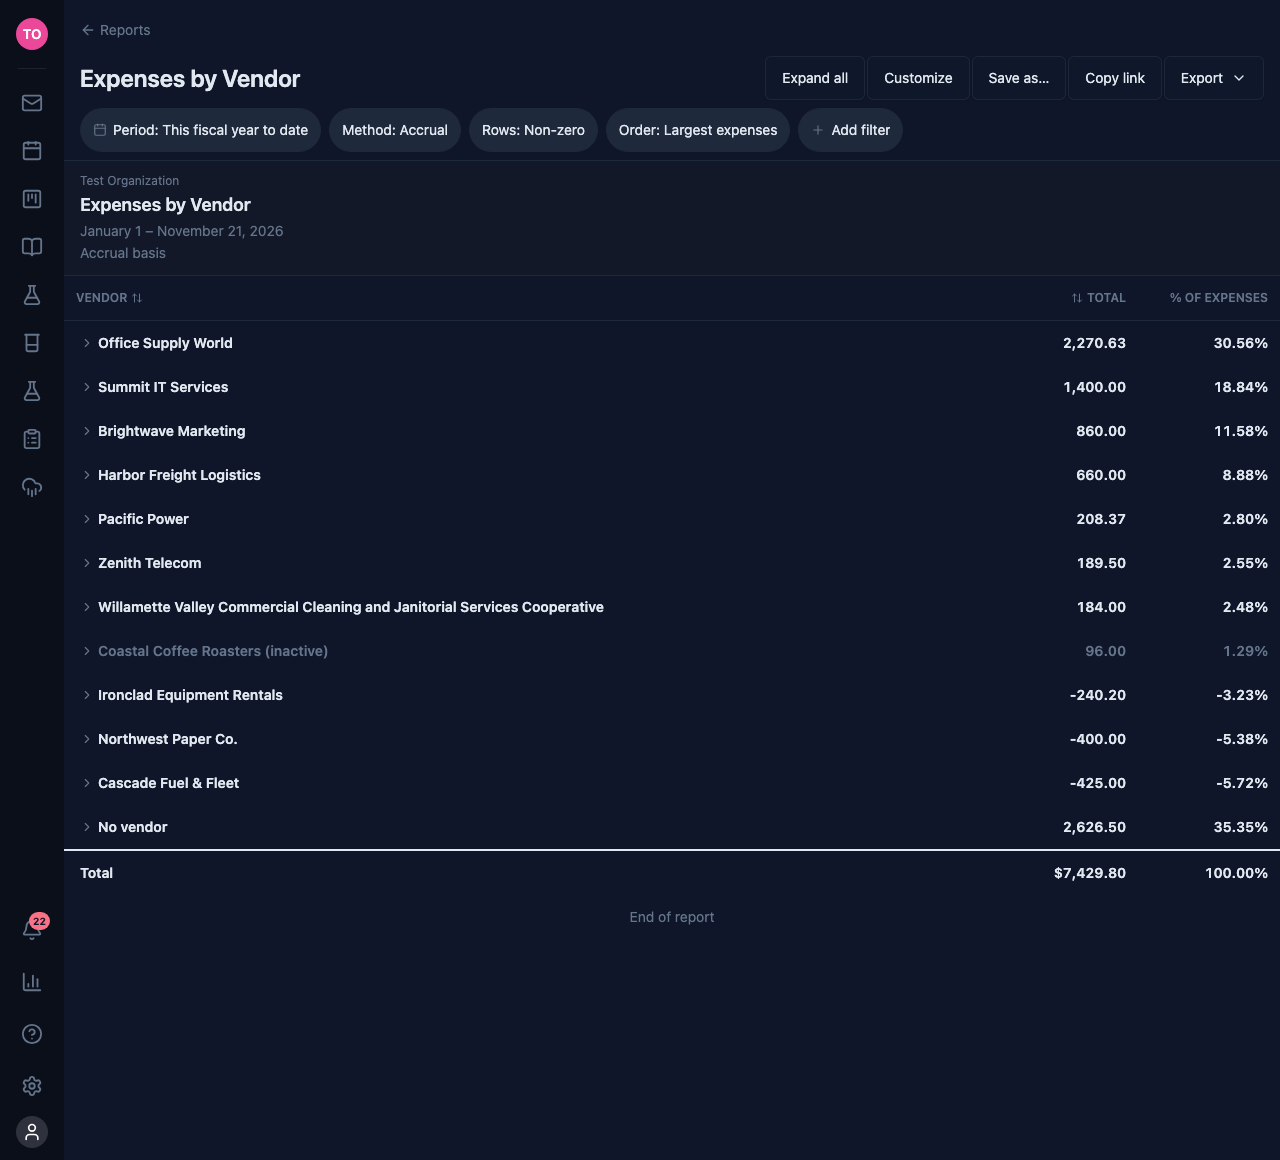 TO
Reports
Expenses by Vendor
Expand all
Customize
Save as...
Copy link
Export
Period: This fiscal year to date
Method: Accrual
Rows: Non-zero
Order: Largest expenses
Add filter
Test Organization
Expenses by Vendor
January 1 – November 21, 2026
Accrual basis
VENDOR TOTAL % OF EXPENSES
Office Supply World 2,270.63 30.56%
Summit IT Services 1,400.00 18.84%
Brightwave Marketing 860.00 11.58%
Harbor Freight Logistics 660.00 8.88%
Pacific Power 208.37 2.80%
Zenith Telecom 189.50 2.55%
Willamette Valley Commercial Cleaning and Janitorial Services Cooperative 184.00 2.48%
Coastal Coffee Roasters (inactive) 96.00 1.29%
Ironclad Equipment Rentals -240.20 -3.23%
Northwest Paper Co. -400.00 -5.38%
Cascade Fuel & Fleet -425.00 -5.72%
No vendor 2,626.50 35.35%
Total $7,429.80 100.00%
End of report
22